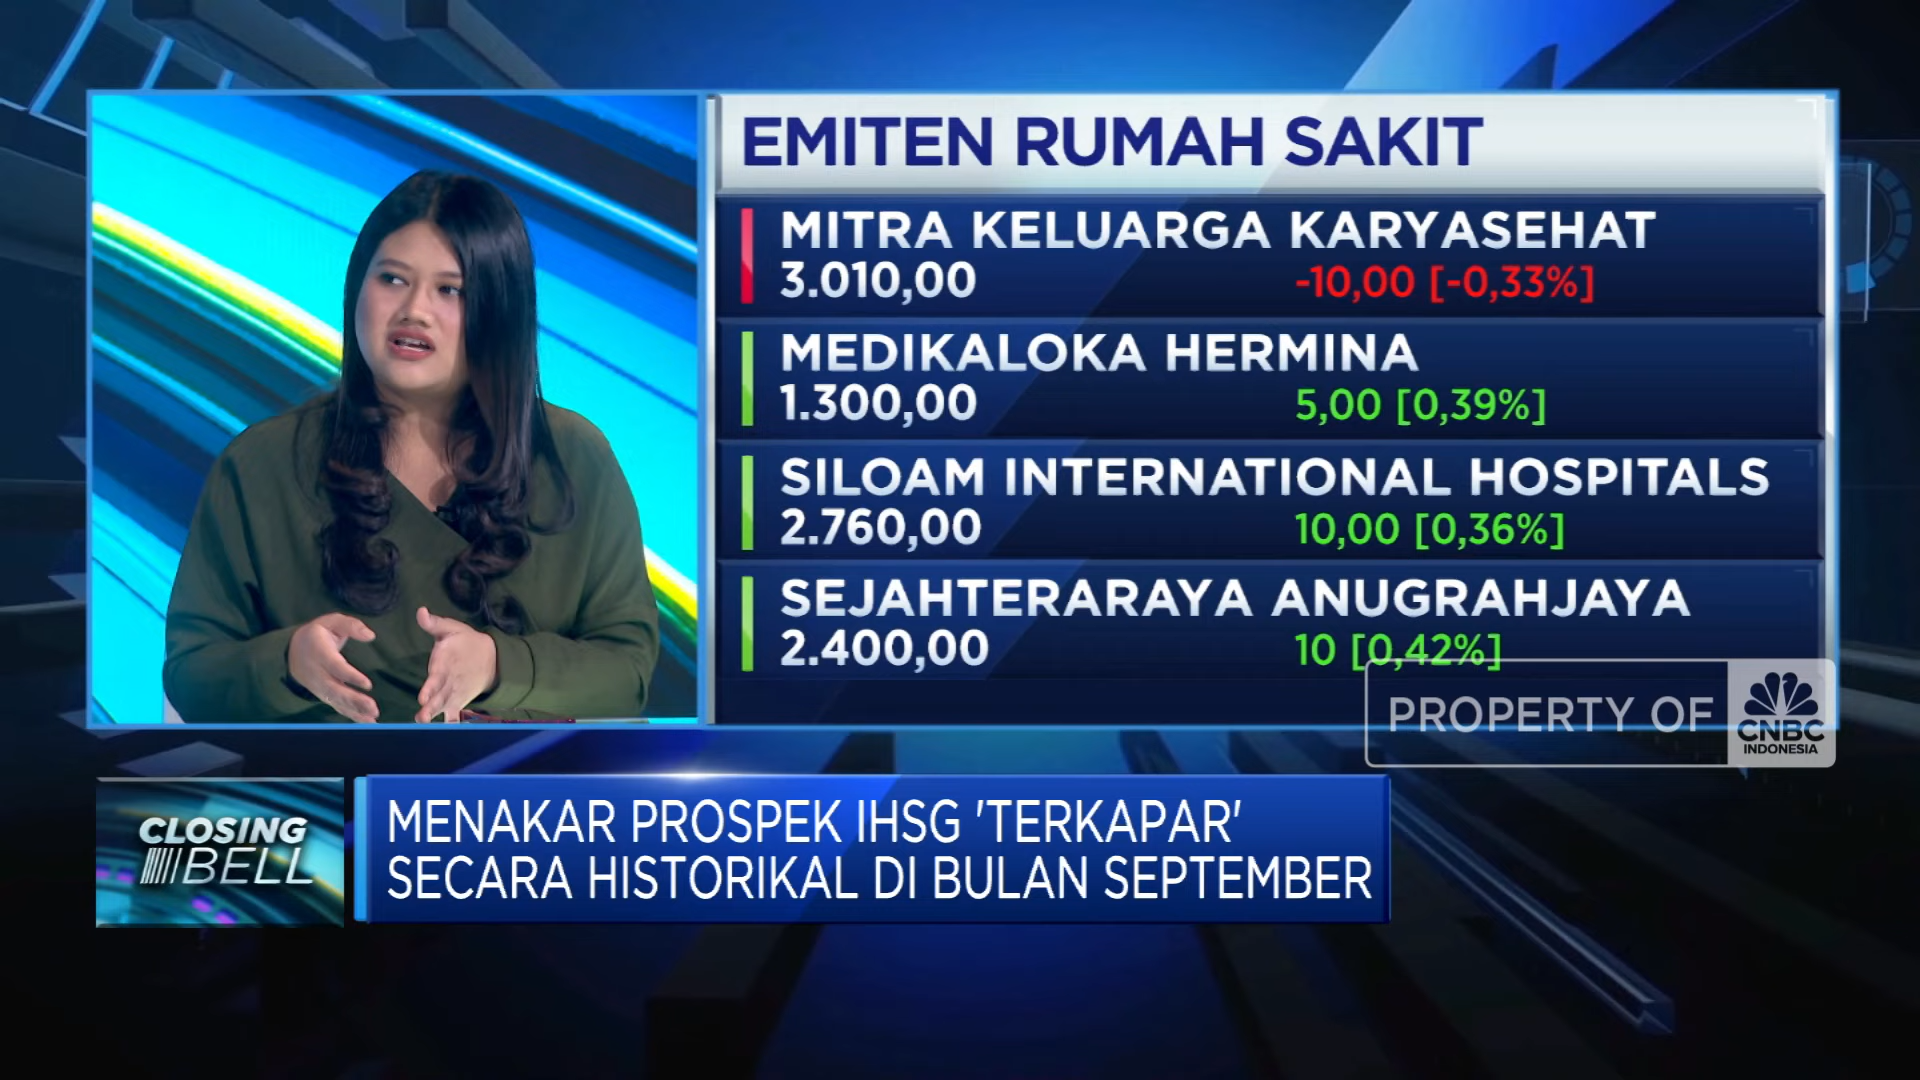 EMITEN RUMAH SAKIT
MITRA KELUARGA KARYASEHAT
3.010,00 -10,00 [-0,33%]
MEDIKALOKA HERMINA
1.300,00 5,00 [0,39%]
SILOAM INTERNATIONAL HOSPITALS
2.760,00 10,00 [0,36%]
SEJAHTERARAYA ANUGRAHJAYA
2.400,00 10 [0,42%]
PROPERTY OF
CNBC
INDONESIA
CLOSING
BELL
MENAKAR PROSPEK IHSG 'TERKAPAR'
SECARA HISTORIKAL DI BULAN SEPTEMBER